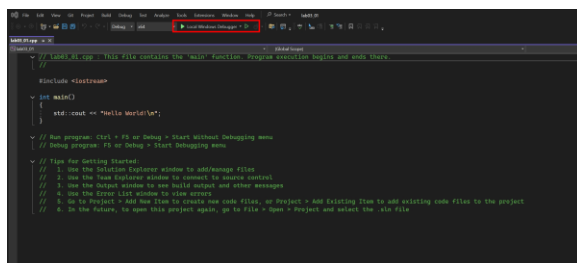 File Edit View Git Project Build Debug Test Analyze Tools Extensions Window Help Search lab03_01
Debug x64 Local Windows Debugger
lab03_01.cpp
lab03_01 (Global Scope)
// lab03_01.cpp : This file contains the 'main' function. Program execution begins and ends there.
//
#include <iostream>
int main()
{
std::cout << "Hello World!\n";
}
// Run program: Ctrl + F5 or Debug > Start Without Debugging menu
// Debug program: F5 or Debug > Start Debugging menu
// Tips for Getting Started:
// 1. Use the Solution Explorer window to add/manage files
// 2. Use the Team Explorer window to connect to source control
// 3. Use the Output window to see build output and other messages
// 4. Use the Error List window to view errors
// 5. Go to Project > Add New Item to create new code files, or Project > Add Existing Item to add existing code files to the project
// 6. In the future, to open this project again, go to File > Open > Project and select the .sln file